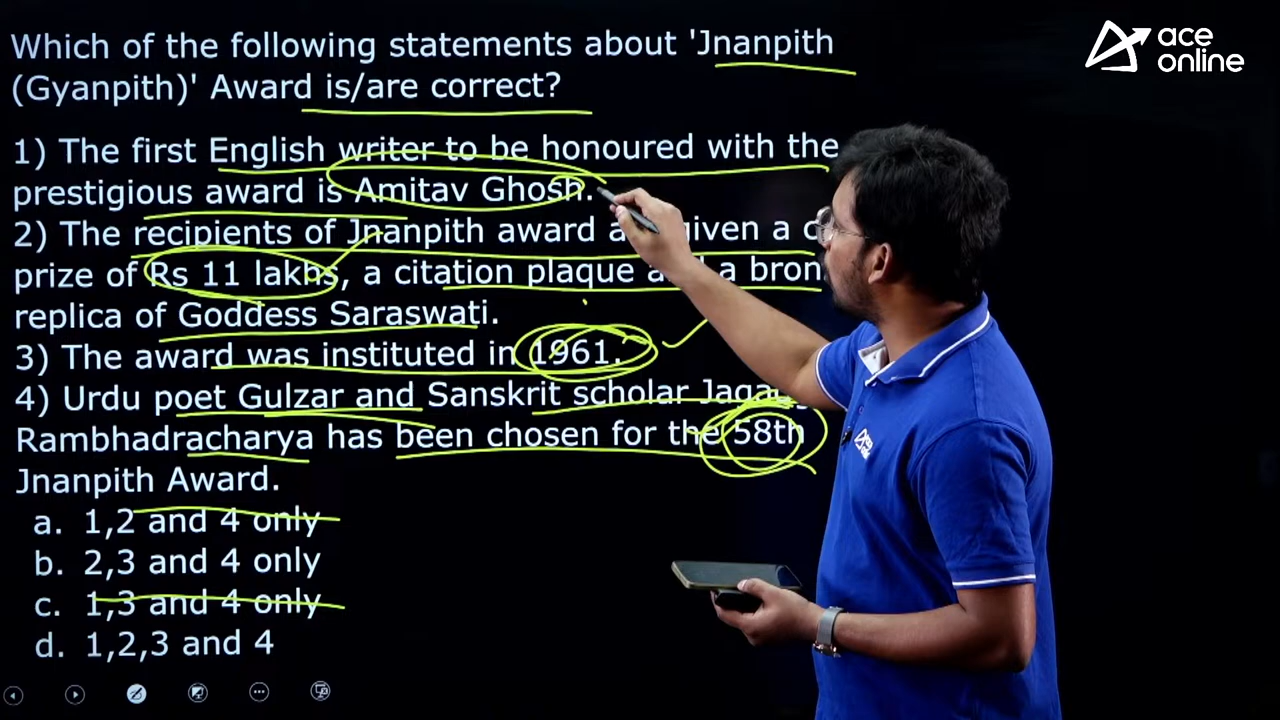 Which of the following statements about 'Jnanpith
(Gyanpith)' Award is/are correct?
ace
online
1) The first English writer to be honoured with the
prestigious award is Amitav Ghosh.
2) The recipients of Jnanpith award given a
prize of Rs 11 lakhs, a citation plaque a
replica of Goddess Saraswati.
3) The award was instituted in 1961.
4) Urdu poet Gulzar and Sanskrit scholar
Rambhadracharya has been chosen for the 58th
Jnanpith Award.
a. 1,2 and 4 only
b. 2,3 and 4 only
c. 1,3 and 4 only
d. 1,2,3 and 4